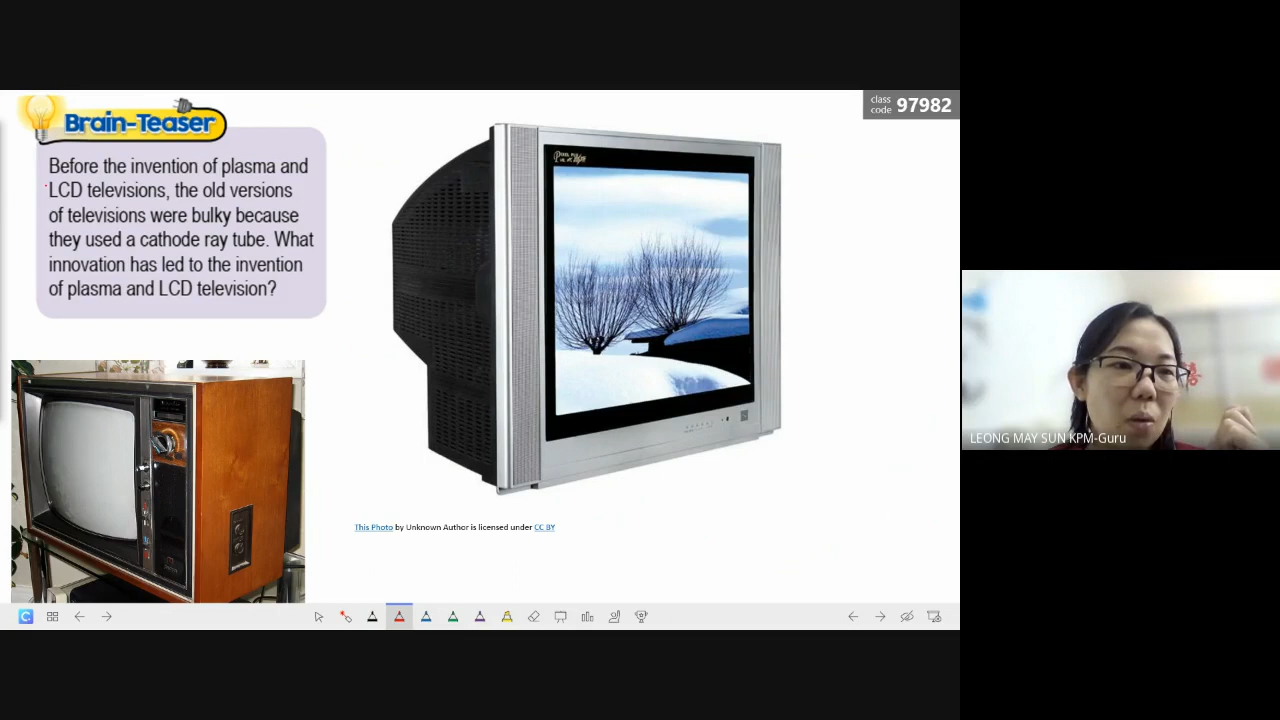 class
code 97982
Brain-Teaser
Before the invention of plasma and
LCD televisions, the old versions
of televisions were bulky because
they used a cathode ray tube. What
innovation has led to the invention
of plasma and LCD television?
This Photo by Unknown Author is licensed under CC BY
LEONG MAY SUN KPM-Guru